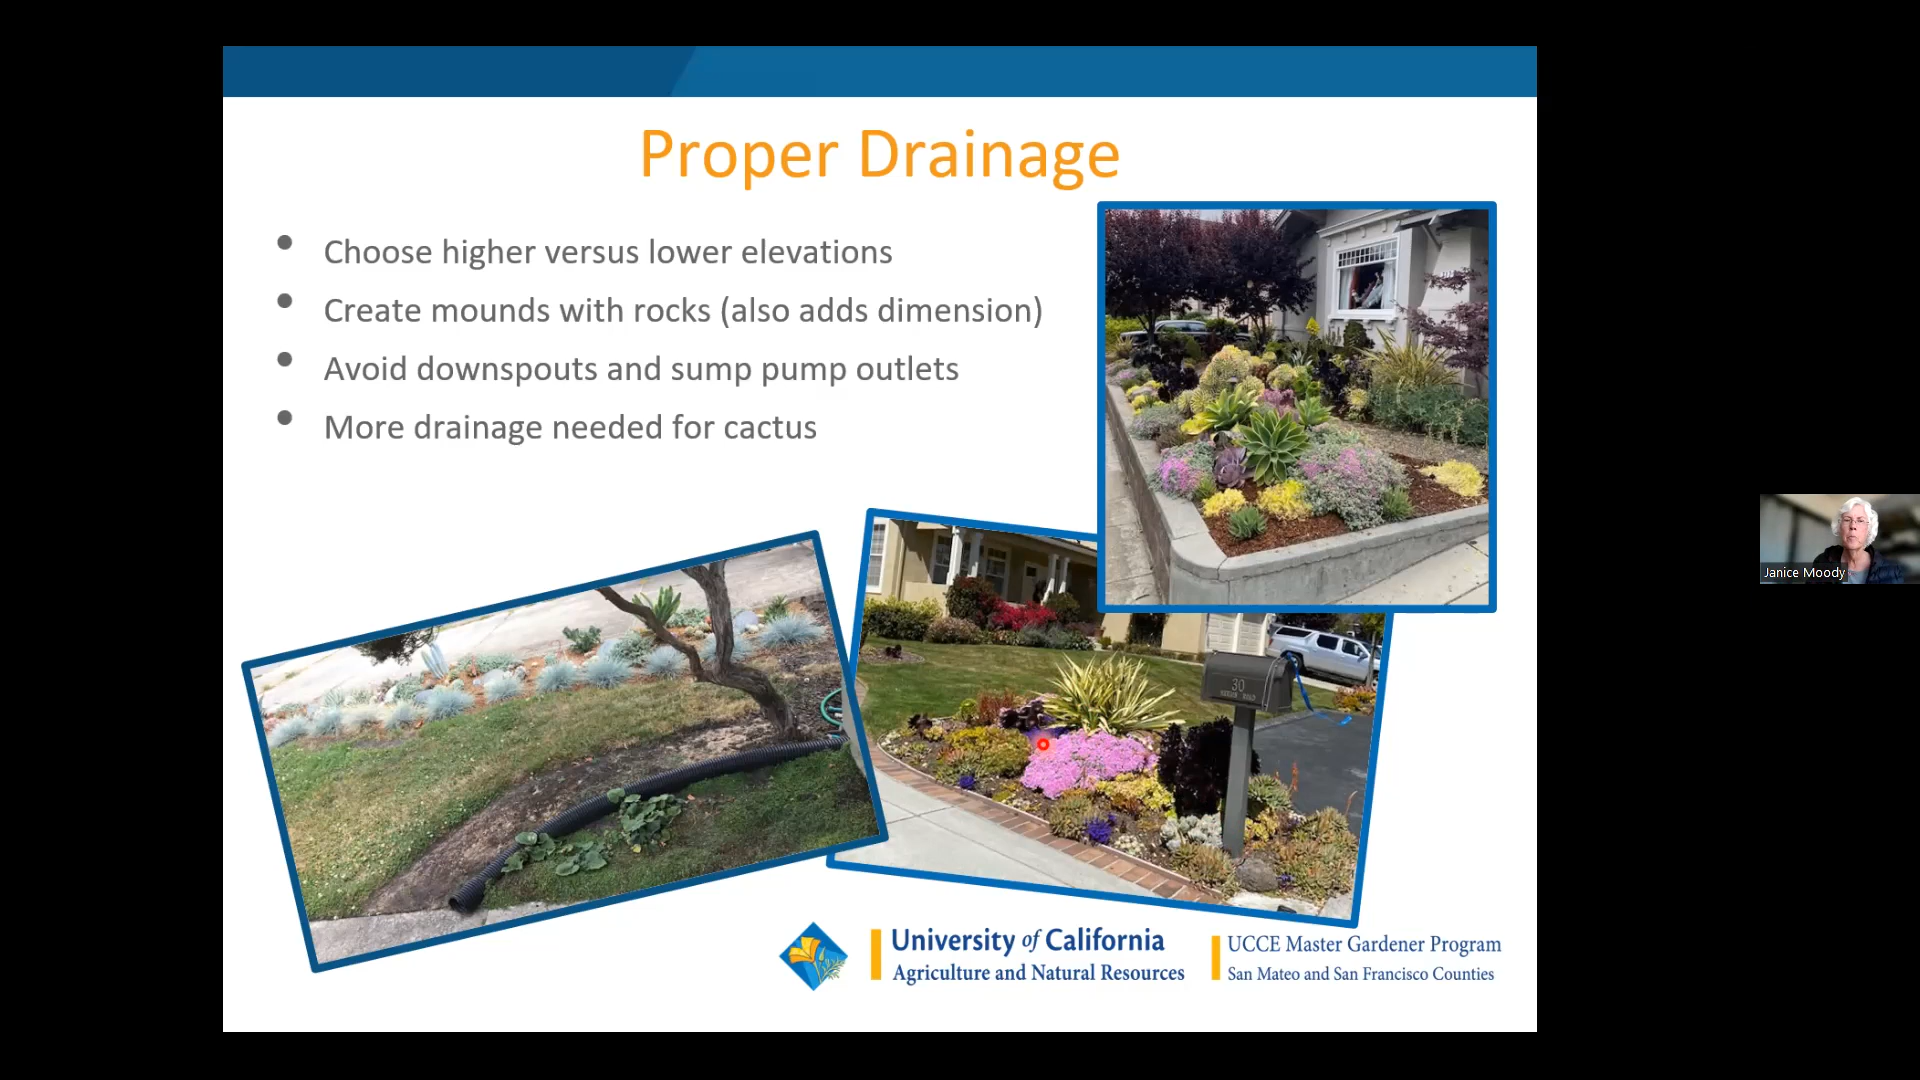 Proper Drainage
Choose higher versus lower elevations
Create mounds with rocks (also adds dimension)
Avoid downspouts and sump pump outlets
More drainage needed for cactus
30
University of California
Agriculture and Natural Resources
UCCE Master Gardener Program
San Mateo and San Francisco Counties
Janice Moody